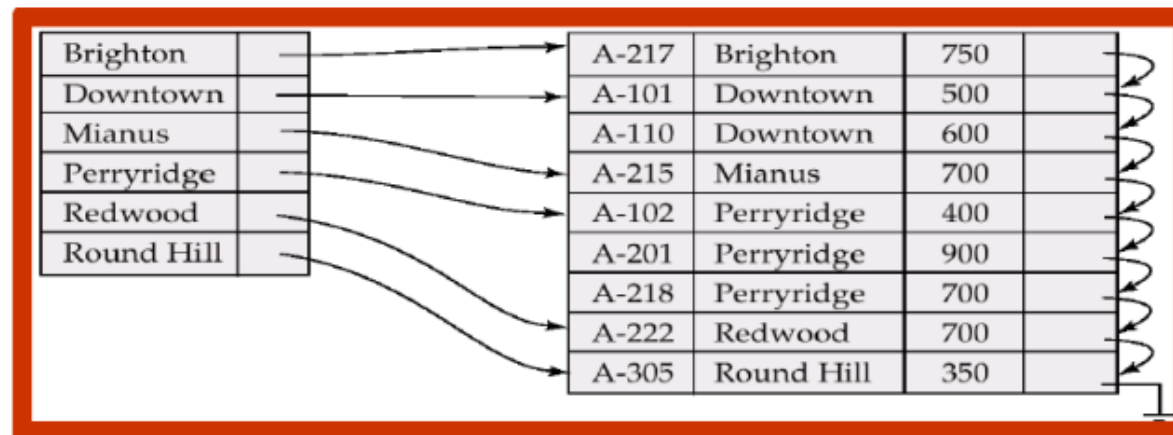 Brighton
Downtown
Mianus
Perryridge
Redwood
Round Hill
A-217 Brighton 750
A-101 Downtown 500
A-110 Downtown 600
A-215 Mianus 700
A-102 Perryridge 400
A-201 Perryridge 900
A-218 Perryridge 700
A-222 Redwood 700
A-305 Round Hill 350